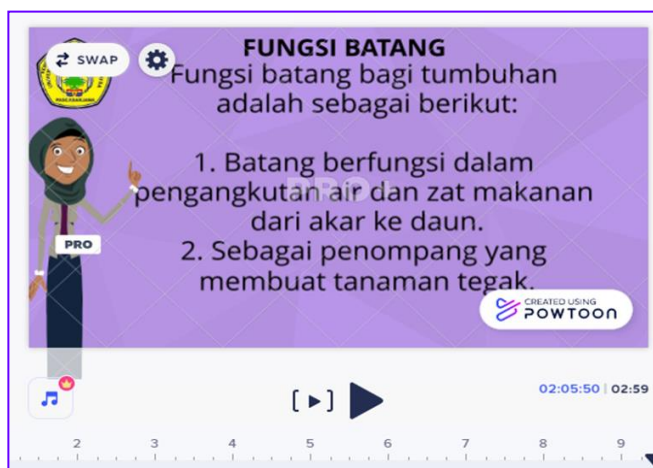 FUNGSI BATANG
SWAP
Fungsi batang bagi tumbuhan
adalah sebagai berikut:
1. Batang berfungsi dalam
pengangkutan air dan zat makanan
PRO+
dari akar ke daun.
PRO
2. Sebagai penompang yang
membuat tanaman tegak.
CREATED USING
POWTOON
02:05:50 | 02:59
2 3 4 5 6 7 8 9